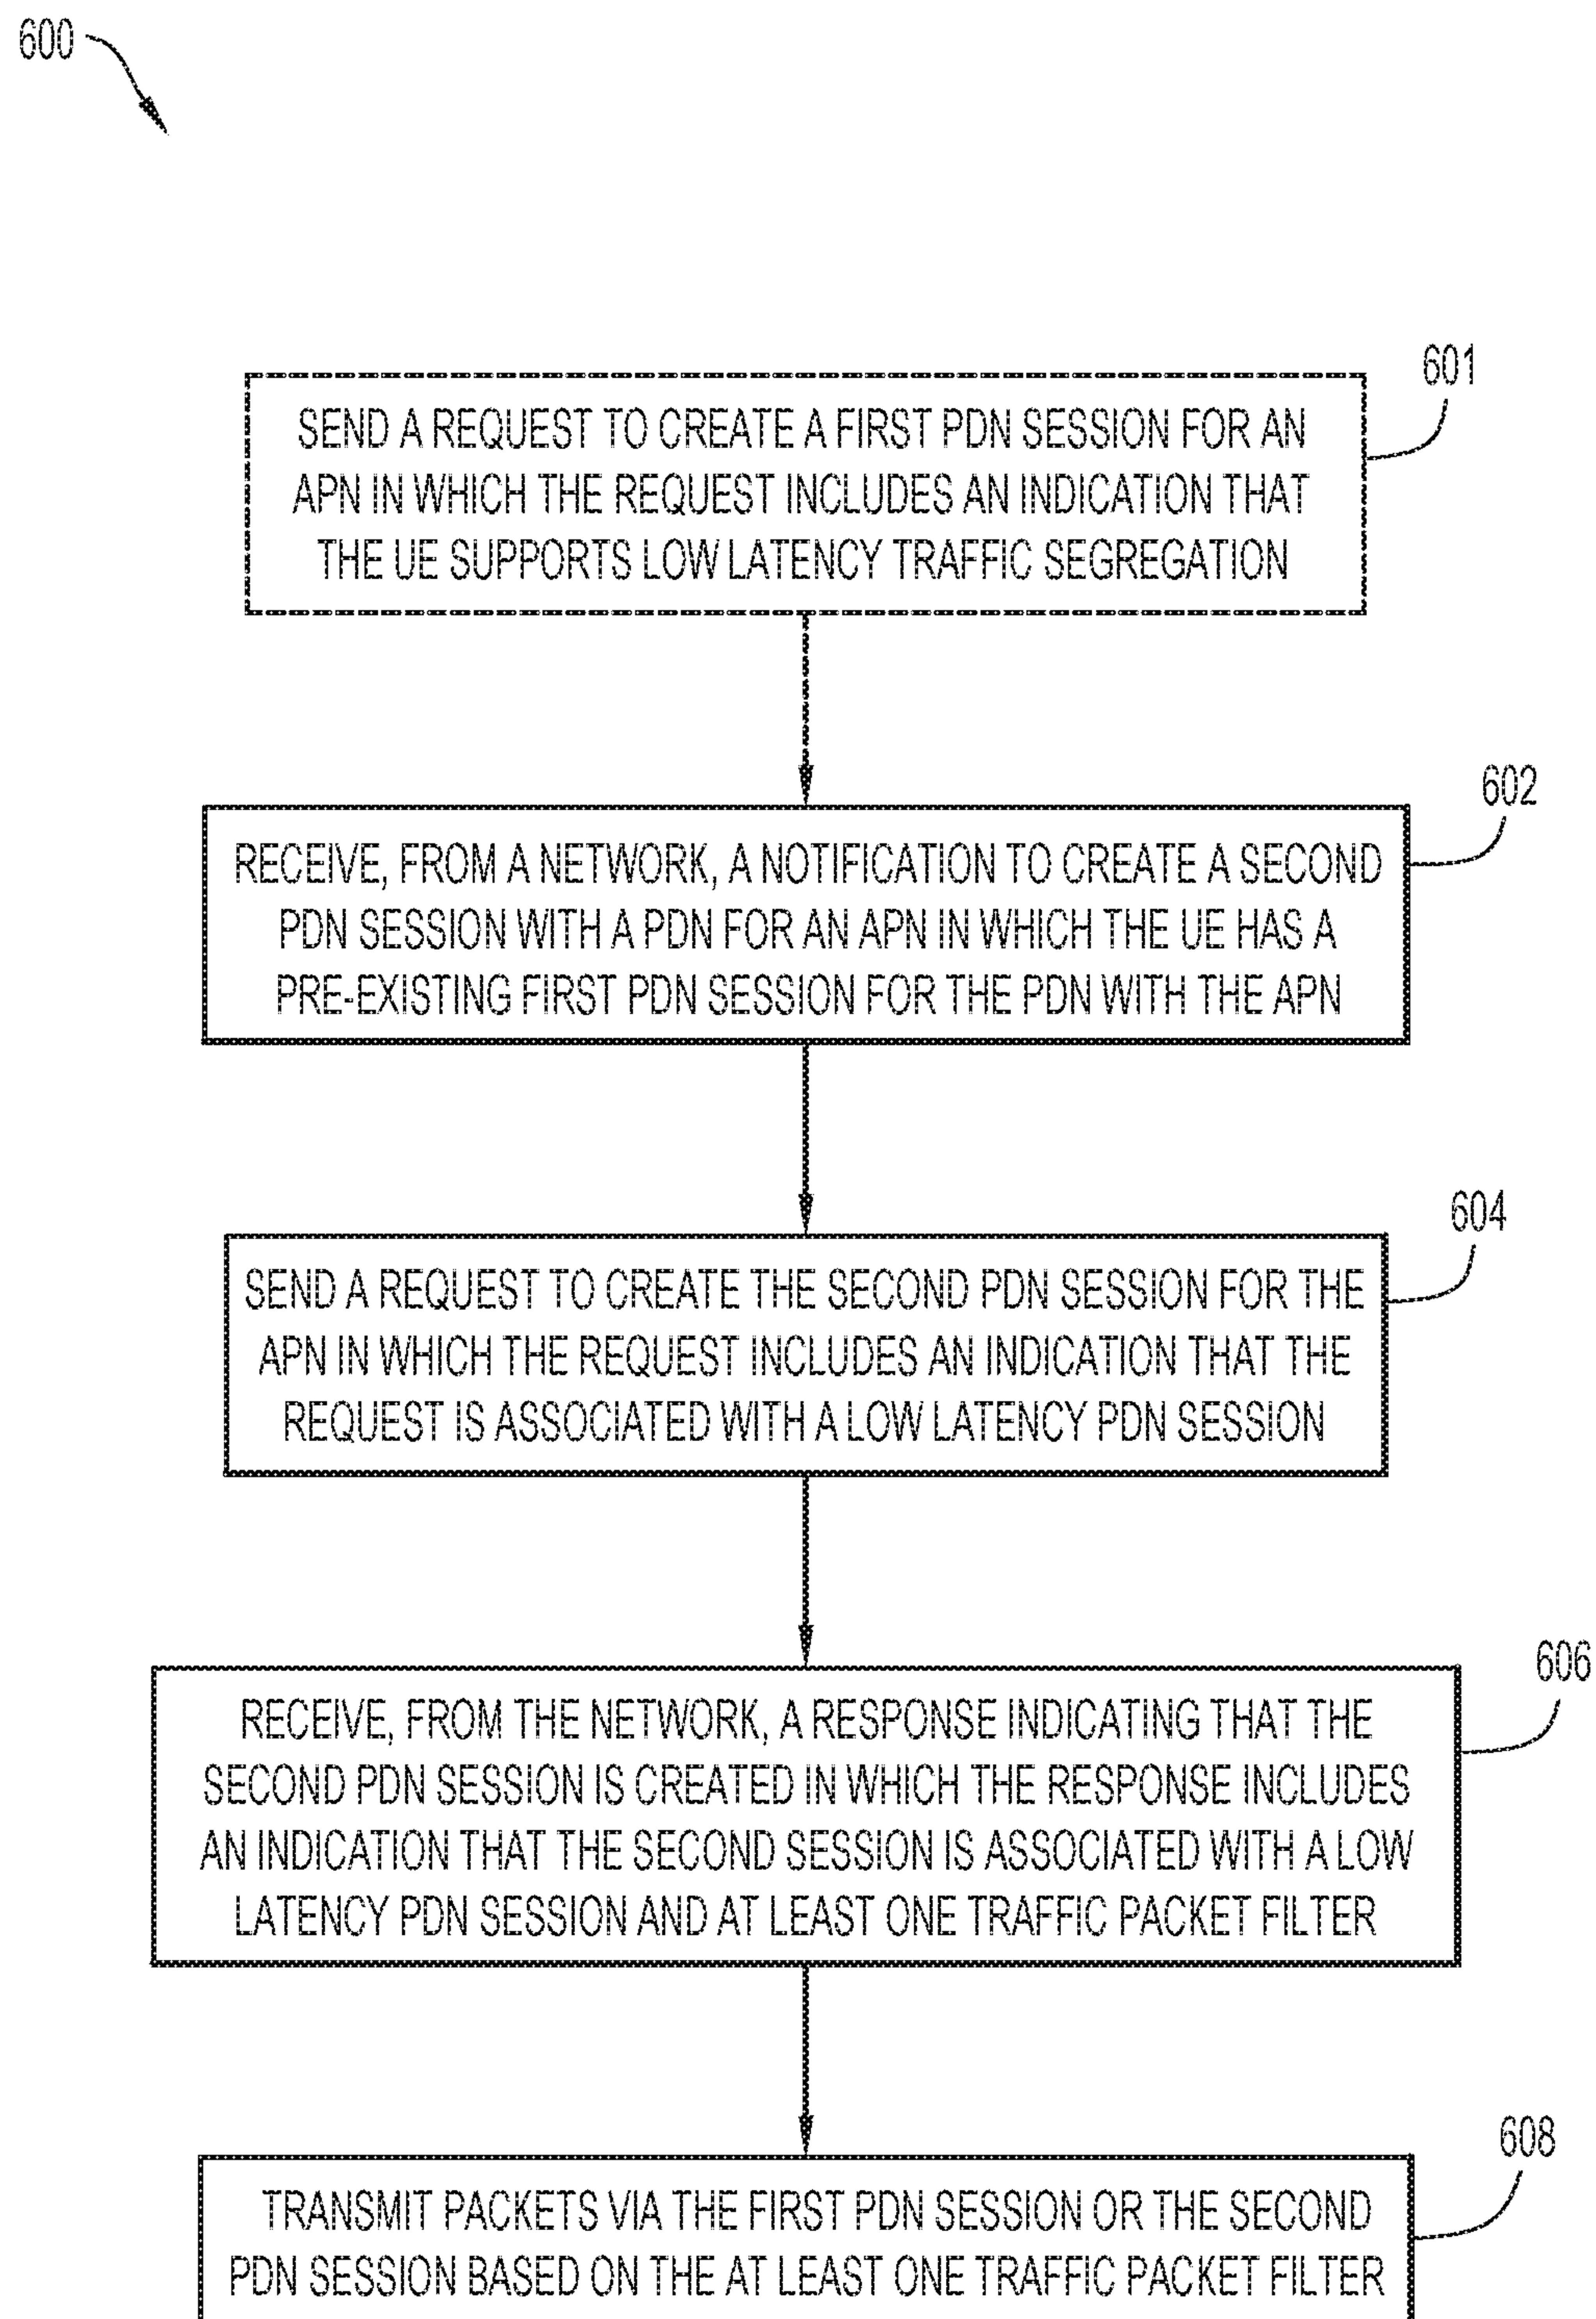 600
601
SEND A REQUEST TO CREATE A FIRST PDN SESSION FOR AN
APN IN WHICH THE REQUEST INCLUDES AN INDICATION THAT
THE UE SUPPORTS LOW LATENCY TRAFFIC SEGREGATION
602
RECEIVE, FROM A NETWORK, A NOTIFICATION TO CREATE A SECOND
PDN SESSION WITH A PDN FOR AN APN IN WHICH THE UE HAS A
PRE-EXISTING FIRST PDN SESSION FOR THE PDN WITH THE APN
604
SEND A REQUEST TO CREATE THE SECOND PDN SESSION FOR THE
APN IN WHICH THE REQUEST INCLUDES AN INDICATION THAT THE
REQUEST IS ASSOCIATED WITH A LOW LATENCY PDN SESSION
606
RECEIVE, FROM THE NETWORK, A RESPONSE INDICATING THAT THE
SECOND PDN SESSION IS CREATED IN WHICH THE RESPONSE INCLUDES
AN INDICATION THAT THE SECOND SESSION IS ASSOCIATED WITH A LOW
LATENCY PDN SESSION AND AT LEAST ONE TRAFFIC PACKET FILTER
608
TRANSMIT PACKETS VIA THE FIRST PDN SESSION OR THE SECOND
PDN SESSION BASED ON THE AT LEAST ONE TRAFFIC PACKET FILTER